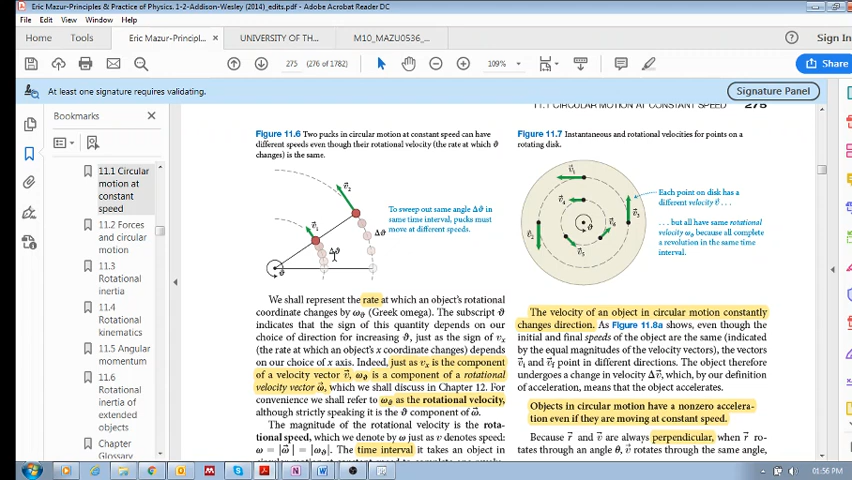 Eric Mazur-Principles & Practice of Physics. 1-2-Addison-Wesley (2014)_edits.pdf - Adobe Acrobat Reader DC
File Edit View Window Help
Home Tools Eric Mazur-Principl... × UNIVERSITY OF TH... M10_MAZU0536_... Sign In
275 (276 of 1782) 109% Share
At least one signature requires validating. Signature Panel
Bookmarks
11.1 Circular
motion at
constant
speed
11.2 Forces
and circular
motion
11.3
Rotational
inertia
11.4
Rotational
kinematics
11.5 Angular
momentum
11.6
Rotational
inertia of
extended
objects
Chapter
Glossary
11.1 CIRCULAR MOTION AT CONSTANT SPEED 275
Figure 11.6 Two pucks in circular motion at constant speed can have
different speeds even though their rotational velocity (the rate at which ϑ
changes) is the same.
v⃗₂
v⃗₁
Δϑ
Δϑ
ϑ
To sweep out same angle Δϑ in
same time interval, pucks must
move at different speeds.
We shall represent the rate at which an object's rotational
coordinate changes by ωϑ (Greek omega). The subscript ϑ
indicates that the sign of this quantity depends on our
choice of direction for increasing ϑ, just as the sign of vₓ
(the rate at which an object's x coordinate changes) depends
on our choice of x axis. Indeed, just as vₓ is the component
of a velocity vector v⃗, ωϑ is a component of a rotational
velocity vector ω⃗, which we shall discuss in Chapter 12. For
convenience we shall refer to ωϑ as the rotational velocity,
although strictly speaking it is the ϑ component of ω⃗.
The magnitude of the rotational velocity is the rota-
tional speed, which we denote by ω just as v denotes speed:
ω = |ω⃗| = |ωϑ|. The time interval it takes an object in
Figure 11.7 Instantaneous and rotational velocities for points on a
rotating disk.
v⃗₁
v⃗₄
v⃗₂
v⃗₃
v⃗₅
v⃗₆
ϑ
Each point on disk has a
different velocity v⃗ . . .
. . . but all have same rotational
velocity ωϑ because all complete
a revolution in the same time
interval.
The velocity of an object in circular motion constantly
changes direction. As Figure 11.8a shows, even though the
initial and final speeds of the object are the same (indicated
by the equal magnitudes of the velocity vectors), the vectors
v⃗ᵢ and v⃗f point in different directions. The object therefore
undergoes a change in velocity Δv⃗, which, by our definition
of acceleration, means that the object accelerates.
Objects in circular motion have a nonzero accelera-
tion even if they are moving at constant speed.
Because r⃗ and v⃗ are always perpendicular, when r⃗ ro-
tates through an angle θ, v⃗ rotates through the same angle,
01:56 PM